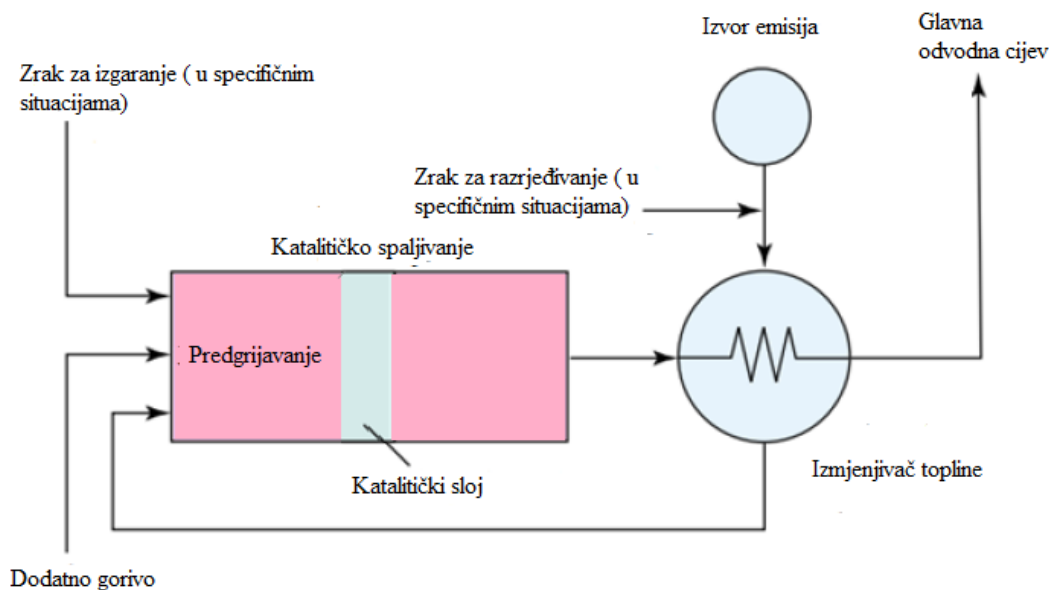 Izvor emisija
Glavna
odvodna cijev
Zrak za izgaranje ( u specifičnim
situacijama)
Zrak za razrjeđivanje ( u
specifičnim situacijama)
Katalitičko spaljivanje
Predgrijavanje
Katalitički sloj
Izmjenjivač topline
Dodatno gorivo